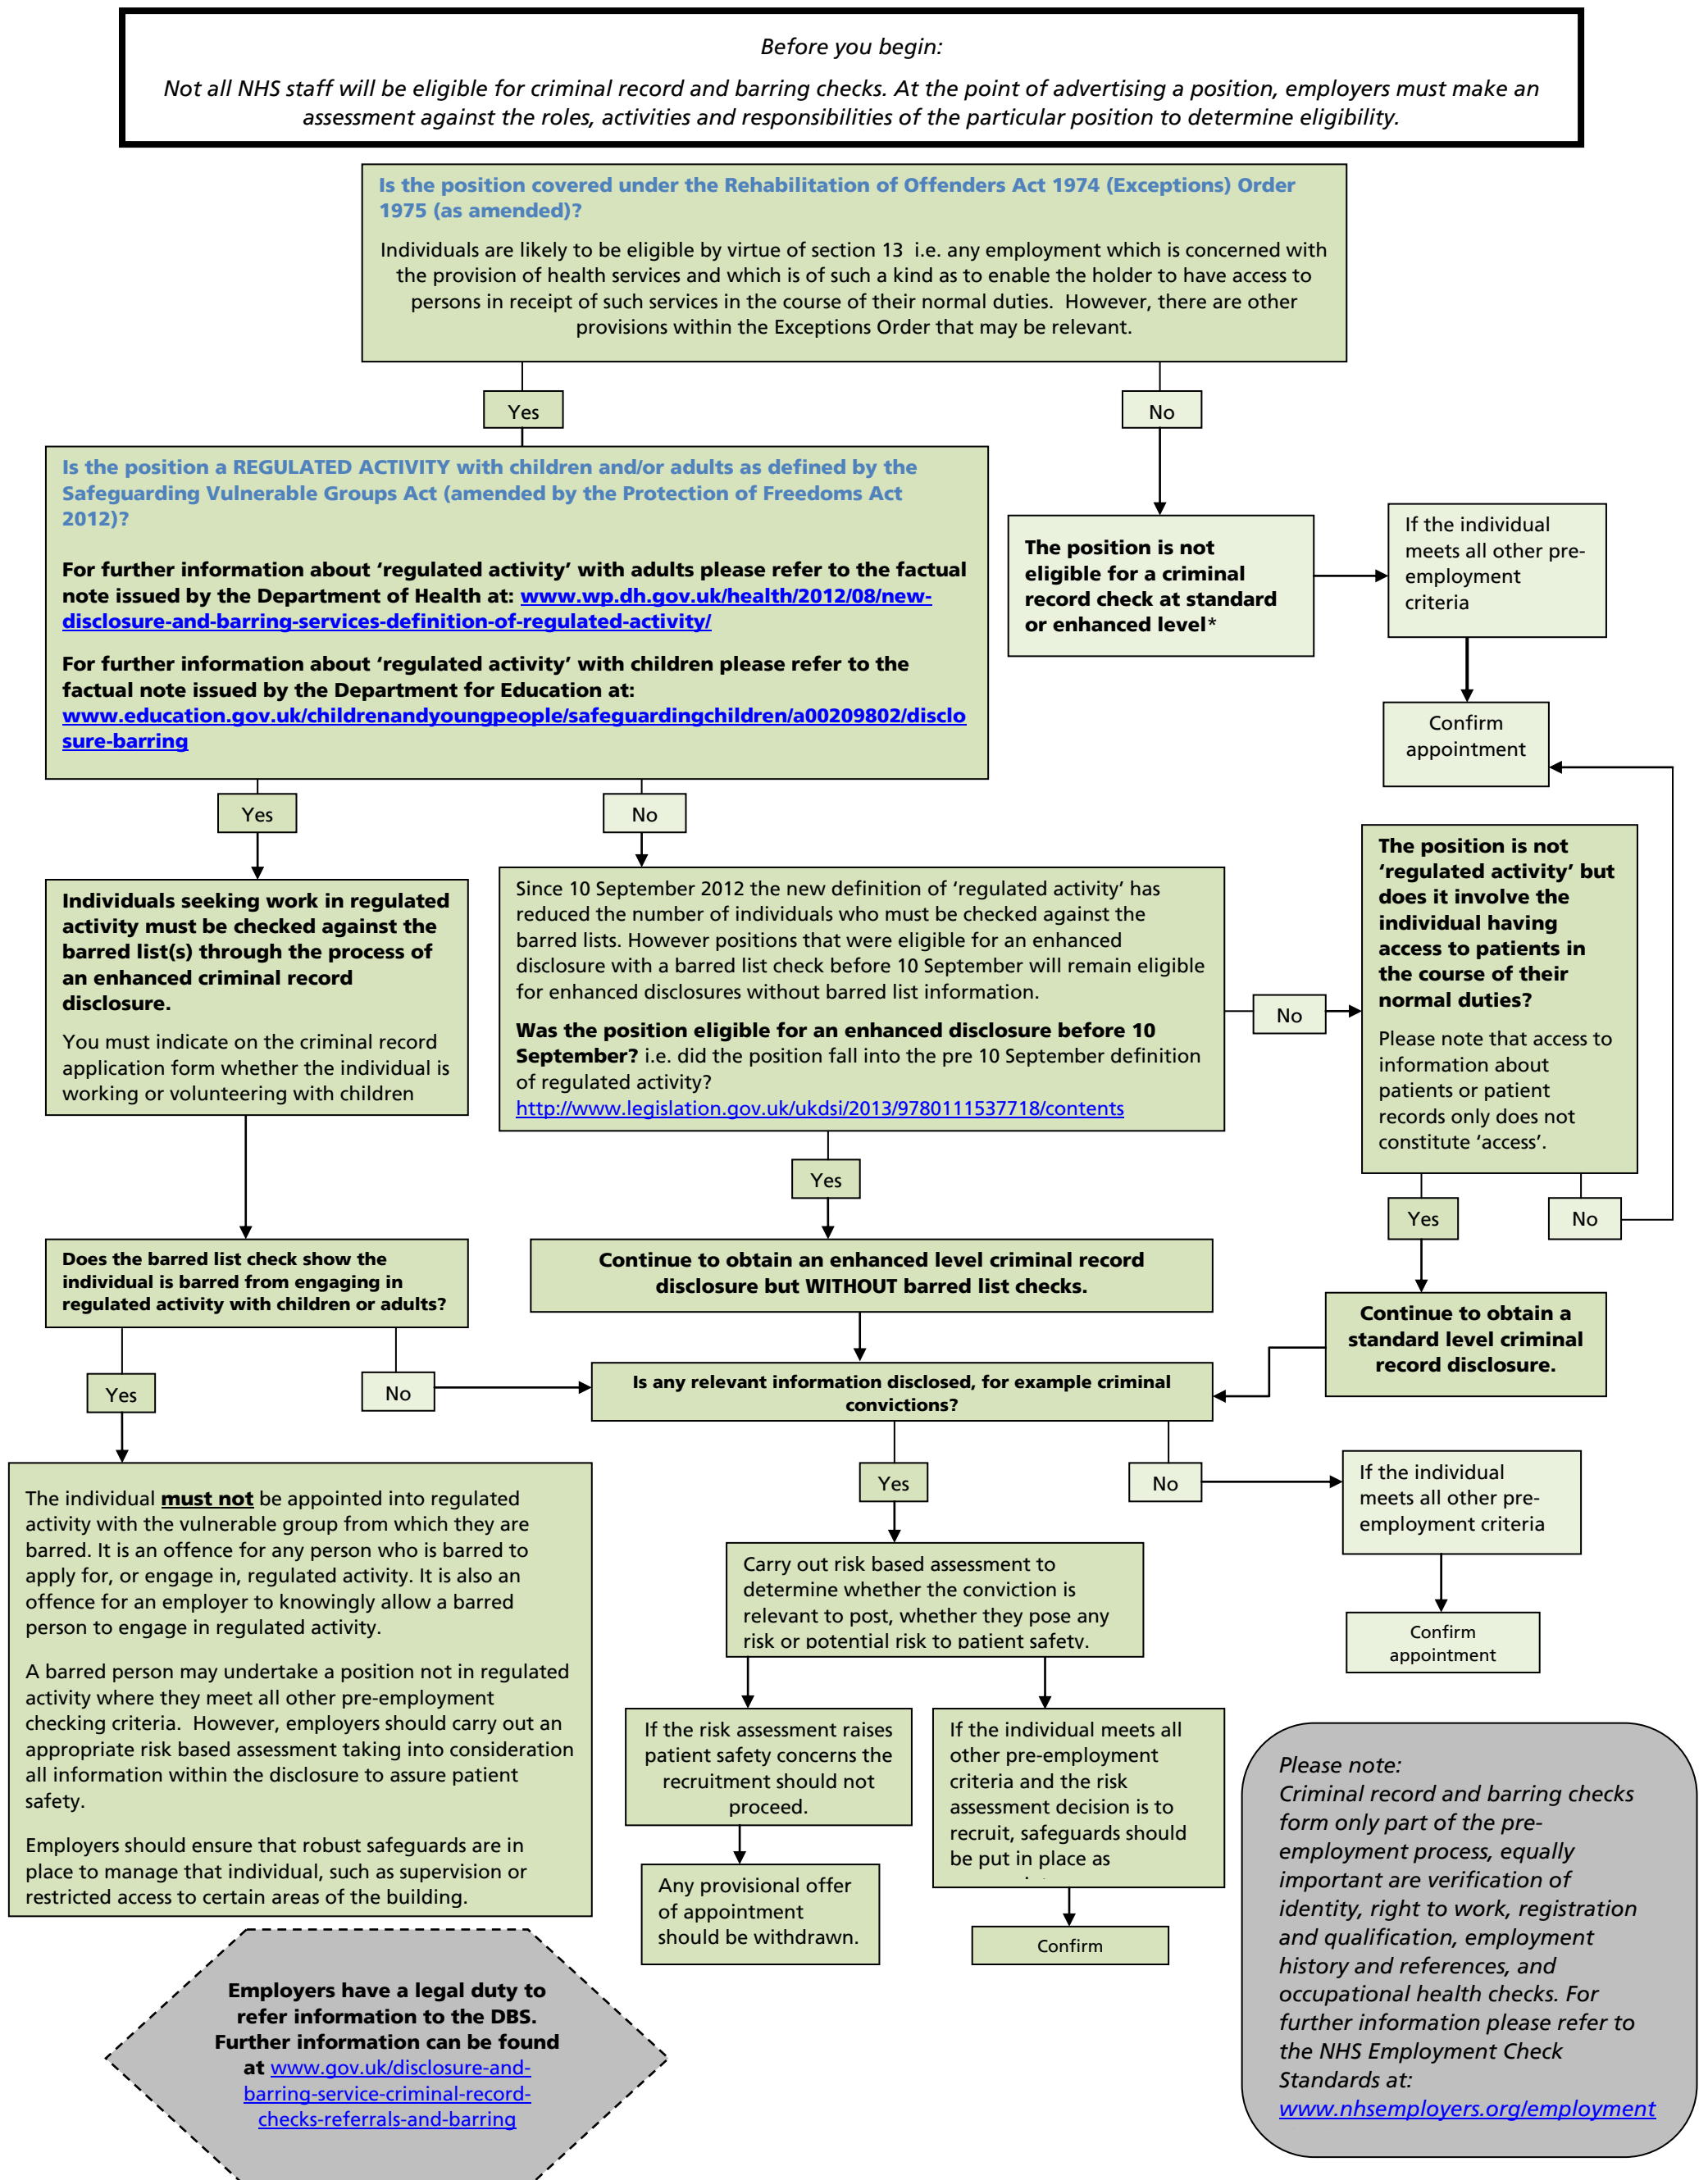 Before you begin:
Not all NHS staff will be eligible for criminal record and barring checks. At the point of advertising a position, employers must make an
assessment against the roles, activities and responsibilities of the particular position to determine eligibility.
Is the position covered under the Rehabilitation of Offenders Act 1974 (Exceptions) Order
1975 (as amended)?
Individuals are likely to be eligible by virtue of section 13 i.e. any employment which is concerned with
the provision of health services and which is of such a kind as to enable the holder to have access to
persons in receipt of such services in the course of their normal duties. However, there are other
provisions within the Exceptions Order that may be relevant.
Yes
No
Is the position a REGULATED ACTIVITY with children and/or adults as defined by the
Safeguarding Vulnerable Groups Act (amended by the Protection of Freedoms Act
2012)?
For further information about ‘regulated activity’ with adults please refer to the factual
note issued by the Department of Health at: www.wp.dh.gov.uk/health/2012/08/new-
disclosure-and-barring-services-definition-of-regulated-activity/
For further information about ‘regulated activity’ with children please refer to the
factual note issued by the Department for Education at:
www.education.gov.uk/childrenandyoungpeople/safeguardingchildren/a00209802/disclo
sure-barring
The position is not
eligible for a criminal
record check at standard
or enhanced level*
If the individual
meets all other pre-
employment
criteria
Confirm
appointment
Yes
No
Individuals seeking work in regulated
activity must be checked against the
barred list(s) through the process of
an enhanced criminal record
disclosure.
You must indicate on the criminal record
application form whether the individual is
working or volunteering with children
Since 10 September 2012 the new definition of ‘regulated activity’ has
reduced the number of individuals who must be checked against the
barred lists. However positions that were eligible for an enhanced
disclosure with a barred list check before 10 September will remain eligible
for enhanced disclosures without barred list information.
Was the position eligible for an enhanced disclosure before 10
September? i.e. did the position fall into the pre 10 September definition
of regulated activity?
http://www.legislation.gov.uk/ukdsi/2013/9780111537718/contents
No
The position is not
‘regulated activity’ but
does it involve the
individual having
access to patients in
the course of their
normal duties?
Please note that access to
information about
patients or patient
records only does not
constitute ‘access’.
Yes
Yes
No
Does the barred list check show the
individual is barred from engaging in
regulated activity with children or adults?
Continue to obtain an enhanced level criminal record
disclosure but WITHOUT barred list checks.
Continue to obtain a
standard level criminal
record disclosure.
Yes
No
Is any relevant information disclosed, for example criminal
convictions?
Yes
No
If the individual
meets all other pre-
employment criteria
Confirm
appointment
The individual must not be appointed into regulated
activity with the vulnerable group from which they are
barred. It is an offence for any person who is barred to
apply for, or engage in, regulated activity. It is also an
offence for an employer to knowingly allow a barred
person to engage in regulated activity.
A barred person may undertake a position not in regulated
activity where they meet all other pre-employment
checking criteria. However, employers should carry out an
appropriate risk based assessment taking into consideration
all information within the disclosure to assure patient
safety.
Employers should ensure that robust safeguards are in
place to manage that individual, such as supervision or
restricted access to certain areas of the building.
Carry out risk based assessment to
determine whether the conviction is
relevant to post, whether they pose any
risk or potential risk to patient safety.
If the risk assessment raises
patient safety concerns the
recruitment should not
proceed.
Any provisional offer
of appointment
should be withdrawn.
If the individual meets all
other pre-employment
criteria and the risk
assessment decision is to
recruit, safeguards should
be put in place as
Confirm
Please note:
Criminal record and barring checks
form only part of the pre-
employment process, equally
important are verification of
identity, right to work, registration
and qualification, employment
history and references, and
occupational health checks. For
further information please refer to
the NHS Employment Check
Standards at:
www.nhsemployers.org/employment
Employers have a legal duty to
refer information to the DBS.
Further information can be found
at www.gov.uk/disclosure-and-
barring-service-criminal-record-
checks-referrals-and-barring